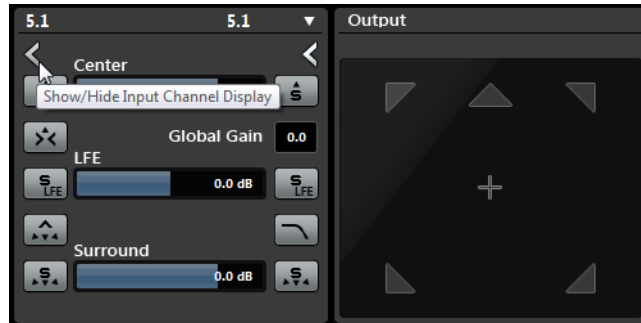 5.1 5.1 Output
Center
Show/Hide Input Channel Display S
Global Gain 0.0
LFE
S LFE 0.0 dB S LFE
Surround
S 0.0 dB S